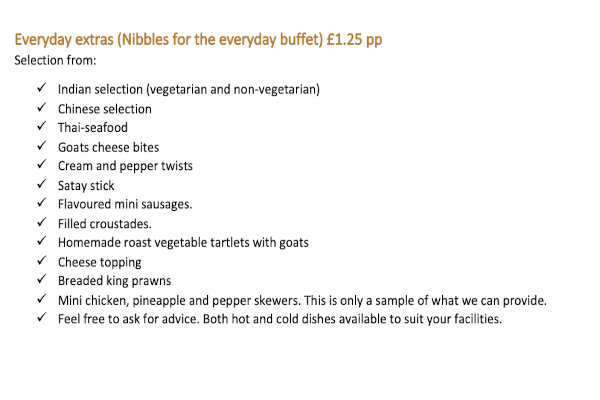 Everyday extras (Nibbles for the everyday buffet) £1.25 pp
Selection from:
✓ Indian selection (vegetarian and non-vegetarian)
✓ Chinese selection
✓ Thai-seafood
✓ Goats cheese bites
✓ Cream and pepper twists
✓ Satay stick
✓ Flavoured mini sausages.
✓ Filled croustades.
✓ Homemade roast vegetable tartlets with goats
✓ Cheese topping
✓ Breaded king prawns
✓ Mini chicken, pineapple and pepper skewers. This is only a sample of what we can provide.
✓ Feel free to ask for advice. Both hot and cold dishes available to suit your facilities.